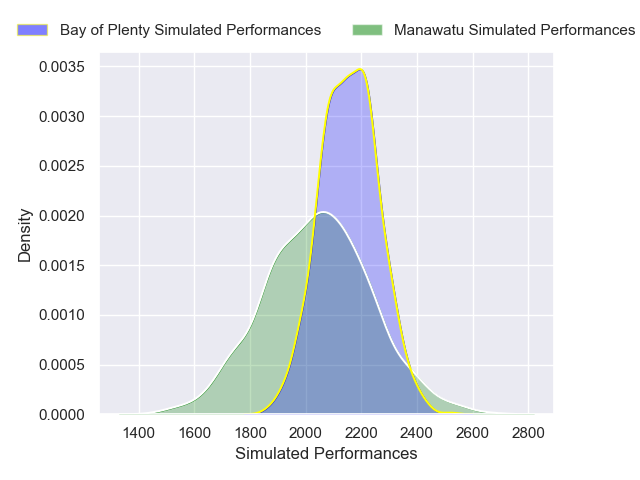 Bay of Plenty Simulated Performances Manawatu Simulated Performances
0.0035
0.0030
0.0025
0.0020
0.0015
0.0010
0.0005
0.0000
Density
1400 1600 1800 2000 2200 2400 2600 2800
Simulated Performances